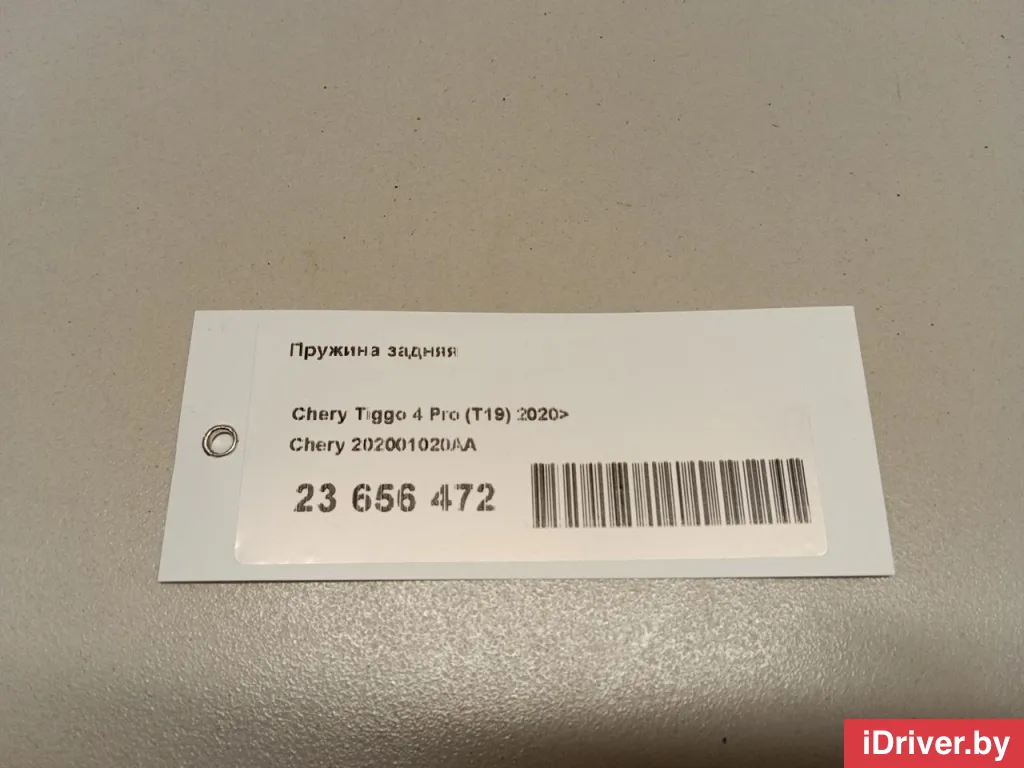 Пружина задняя
Chery Tiggo 4 Pro (T19) 2020>
Chery 202001020AA
23 656 472
iDriver.by